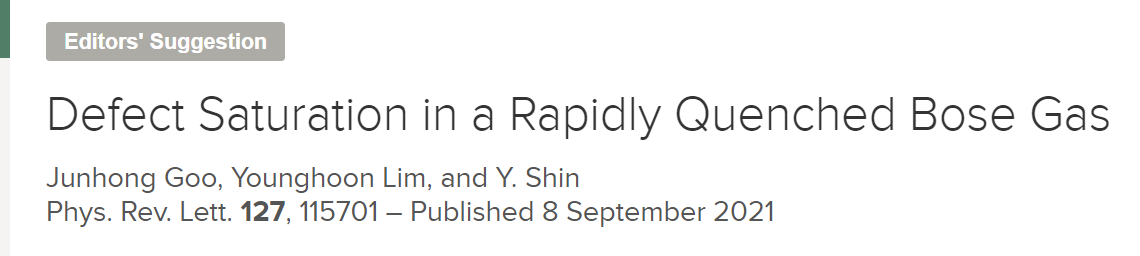 Editors' Suggestion
Defect Saturation in a Rapidly Quenched Bose Gas
Junhong Goo, Younghoon Lim, and Y. Shin
Phys. Rev. Lett. 127, 115701 – Published 8 September 2021